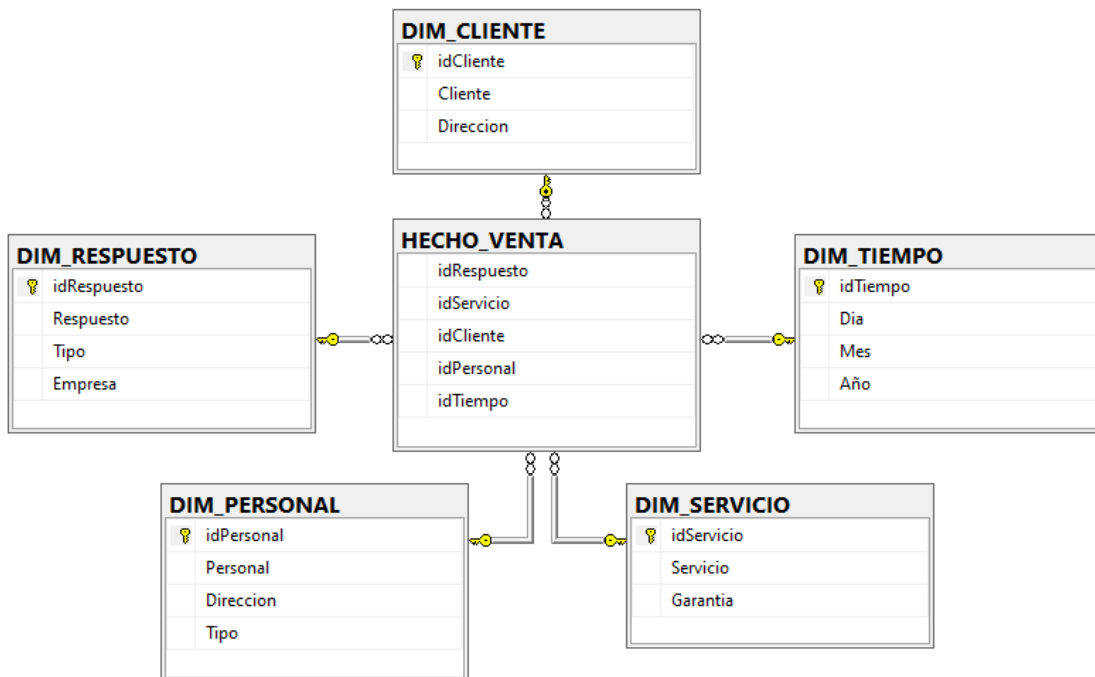 DIM_CLIENTE
idCliente
Cliente
Direccion
DIM_RESPUESTO
idRespuesto
Respuesto
Tipo
Empresa
HECHO_VENTA
idRespuesto
idServicio
idCliente
idPersonal
idTiempo
DIM_TIEMPO
idTiempo
Dia
Mes
Año
DIM_PERSONAL
idPersonal
Personal
Direccion
Tipo
DIM_SERVICIO
idServicio
Servicio
Garantia